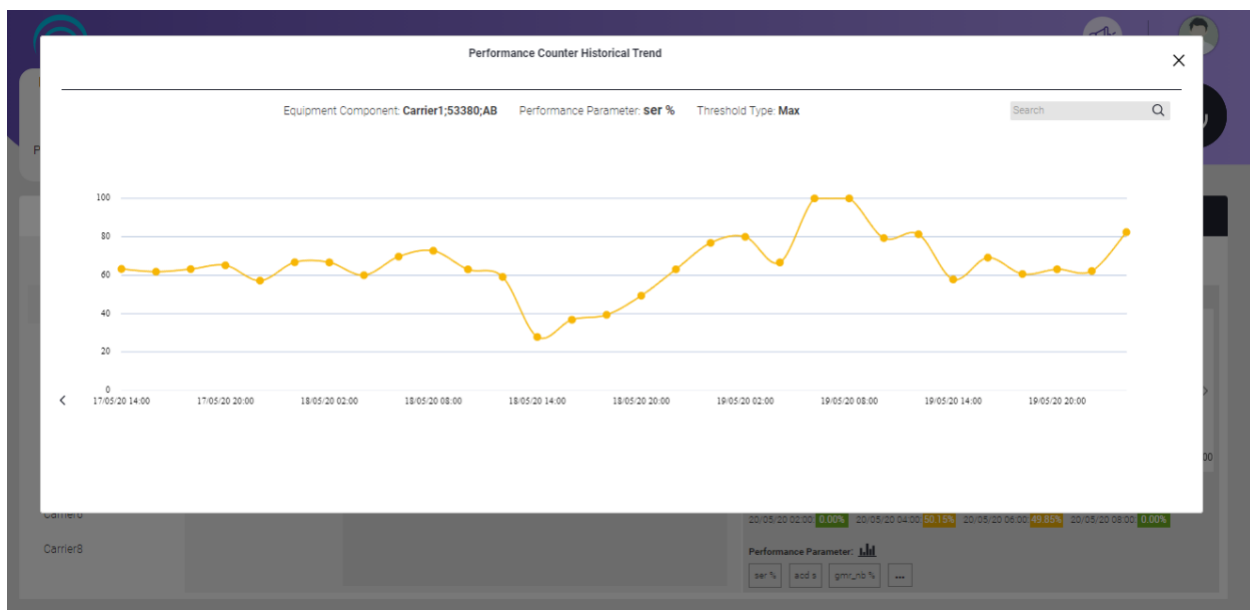 Performance Counter Historical Trend
Equipment Component: Carrier1;53380;AB Performance Parameter: ser % Threshold Type: Max
Search
100
80
60
40
20
0
17/05/20 14:00 17/05/20 20:00 18/05/20 02:00 18/05/20 08:00 18/05/20 14:00 18/05/20 20:00 19/05/20 02:00 19/05/20 08:00 19/05/20 14:00 19/05/20 20:00
P
00
20/05/20 02:00: 0.00% 20/05/20 04:00: 50.15% 20/05/20 06:00: 49.85% 20/05/20 08:00: 0.00%
Carrier8
Performance Parameter:
ser % acd s gmr_nb % ...